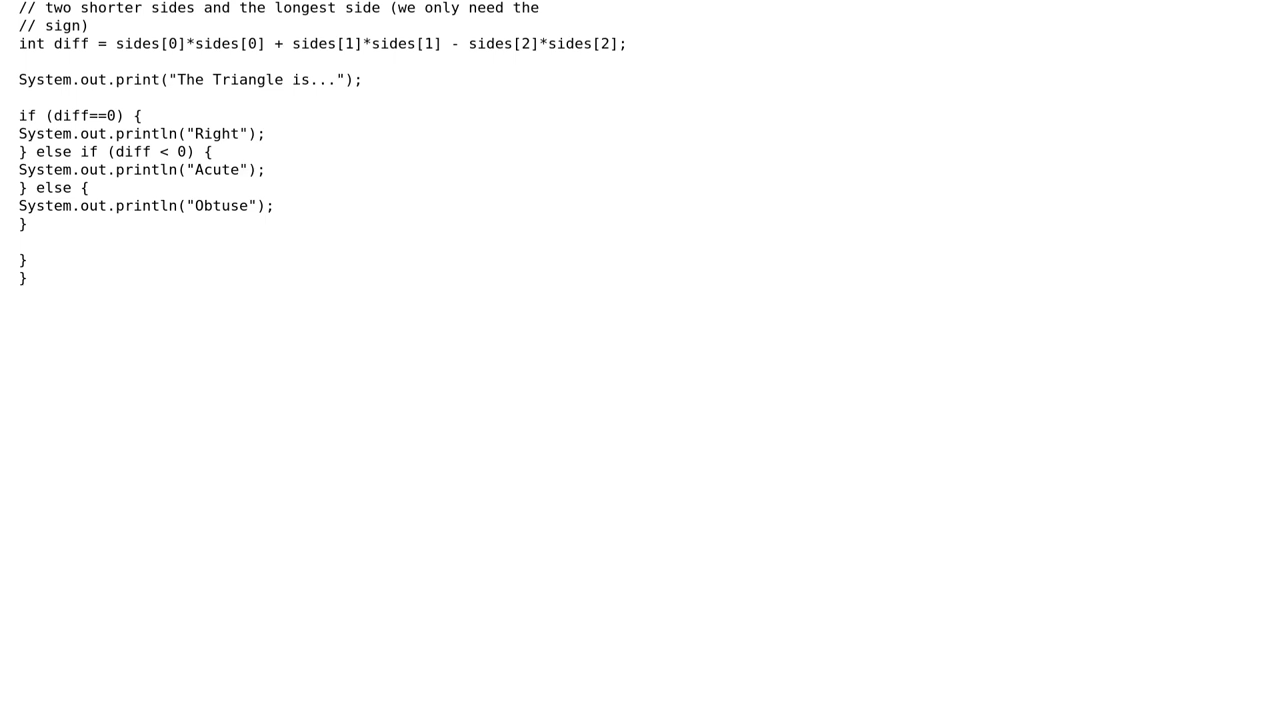 // two shorter sides and the longest side (we only need the
// sign)
int diff = sides[0]*sides[0] + sides[1]*sides[1] - sides[2]*sides[2];
System.out.print("The Triangle is...");
if (diff==0) {
System.out.println("Right");
} else if (diff < 0) {
System.out.println("Acute");
} else {
System.out.println("Obtuse");
}
}
}